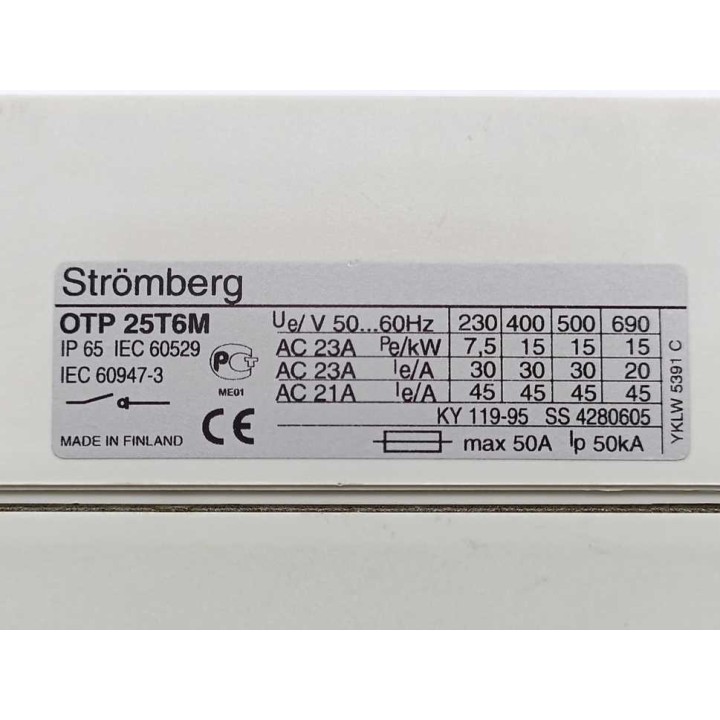 Strömberg
OTP 25T6M
IP 65 IEC 60529
IEC 60947-3
PCT
ME01
CE
MADE IN FINLAND
Ue/ V 50...60Hz 230 400 500 690
AC 23A Pe/kW 7,5 15 15 15
AC 23A Ie/A 30 30 30 20
AC 21A Ie/A 45 45 45 45
KY 119-95 SS 4280605
max 50A Ip 50kA
YKLW 5391 C